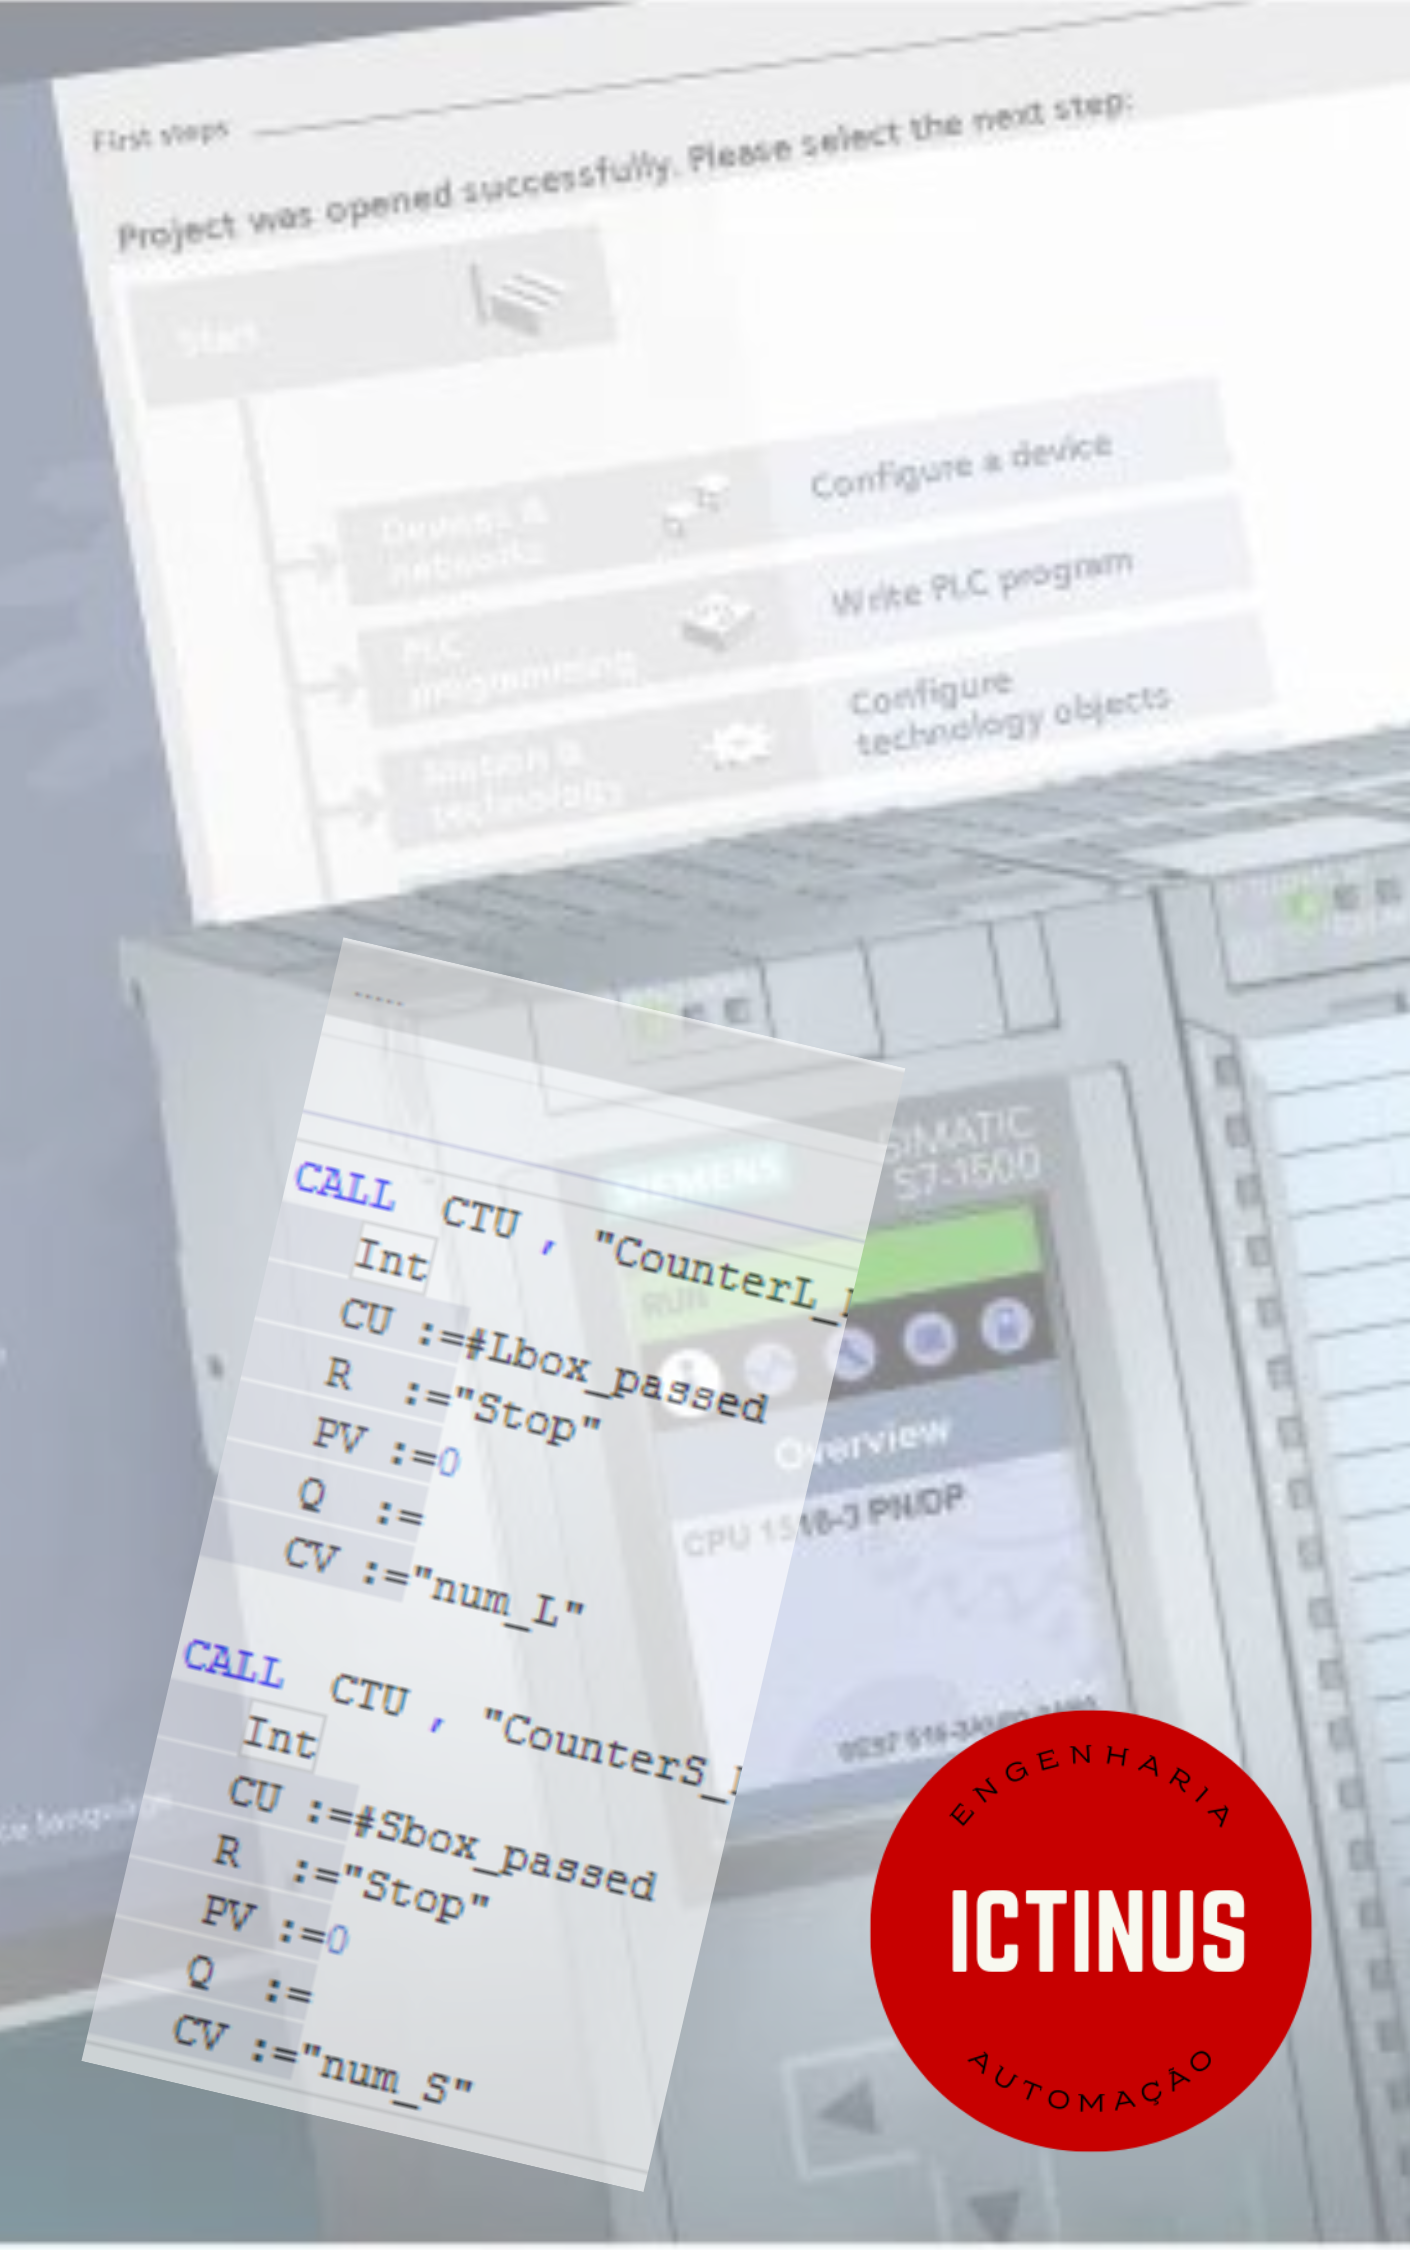 First steps
Project was opened successfully. Please select the next step:
Start
Devices &
networks
Configure a device
PLC
programming
Write PLC program
Motion &
technology
Configure
technology objects
SIEMENS
SIMATIC
S7-1500
RUN
Overview
CPU 1516-3 PN/DP
CALL CTU , "CounterL_
Int
CU :=#Lbox_passed
R :="Stop"
PV :=0
Q :=
CV :="num_L"
CALL CTU , "CounterS_
Int
CU :=#Sbox_passed
R :="Stop"
PV :=0
Q :=
CV :="num_S"
ENGENHARIA
ICTINUS
AUTOMAÇÃO